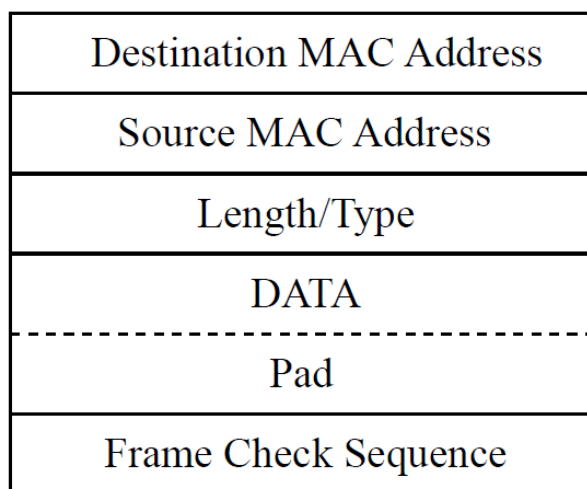 Destination MAC Address
Source MAC Address
Length/Type
DATA
Pad
Frame Check Sequence